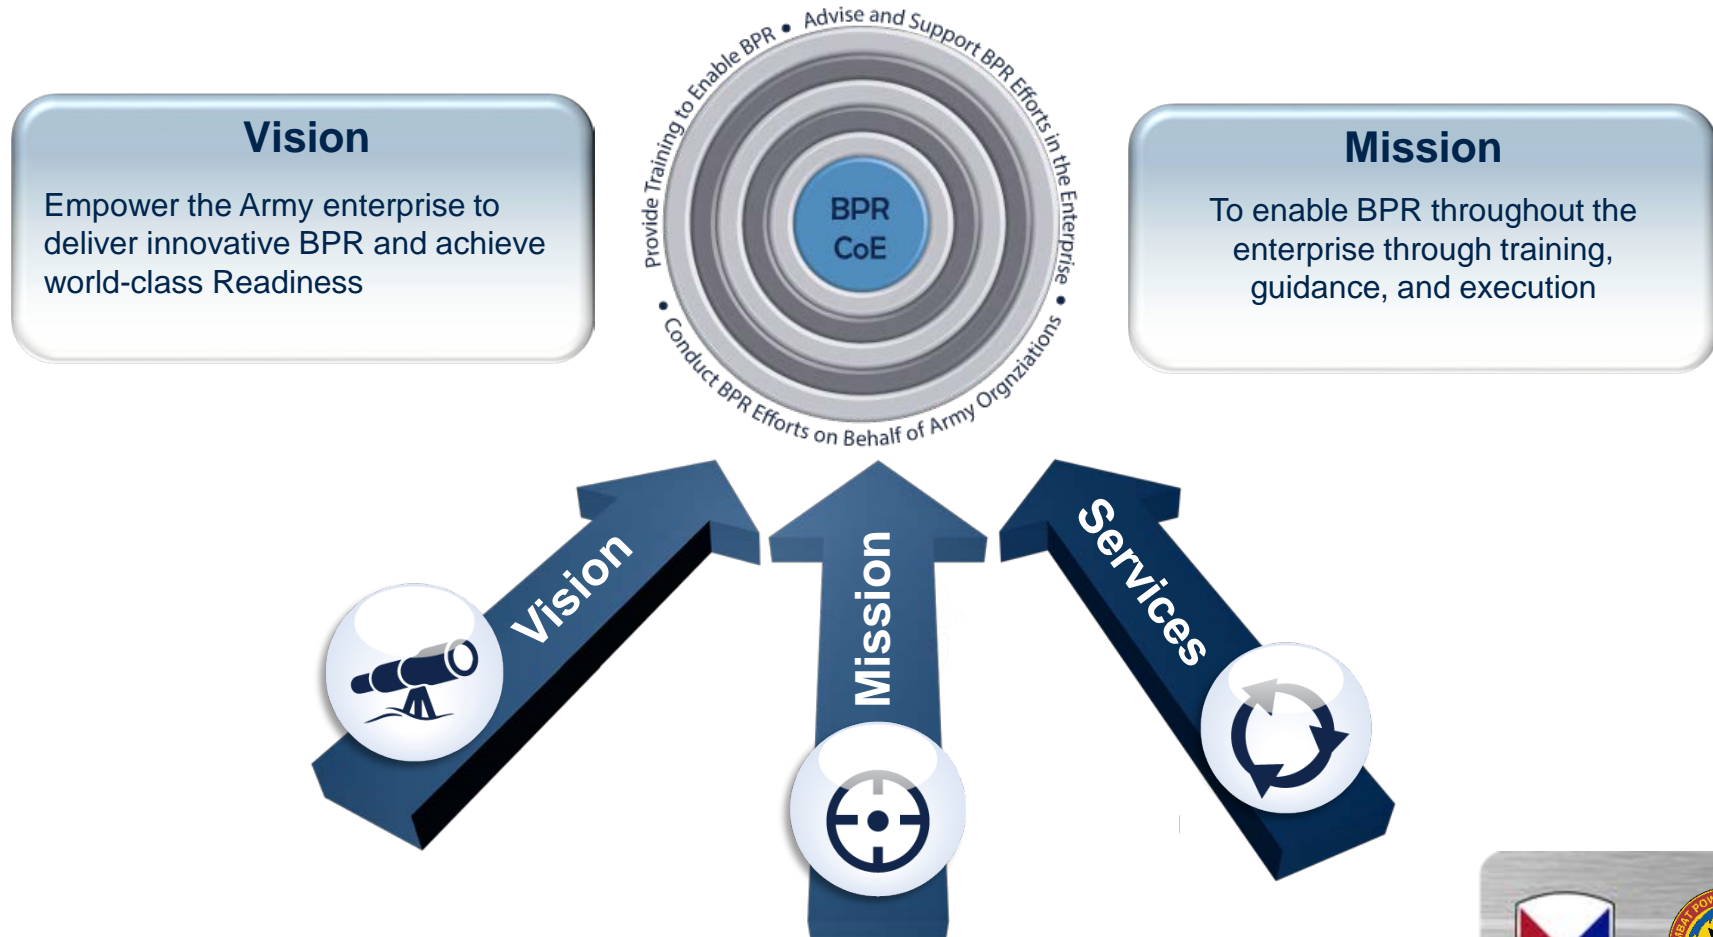 Provide Training to Enable BPR • Advise and Support BPR Efforts in the Enterprise •
Conduct BPR Efforts on Behalf of Army Orgnziations •
Vision
Empower the Army enterprise to
deliver innovative BPR and achieve
world-class Readiness
BPR
CoE
Mission
To enable BPR throughout the
enterprise through training,
guidance, and execution
Vision
Mission
Services